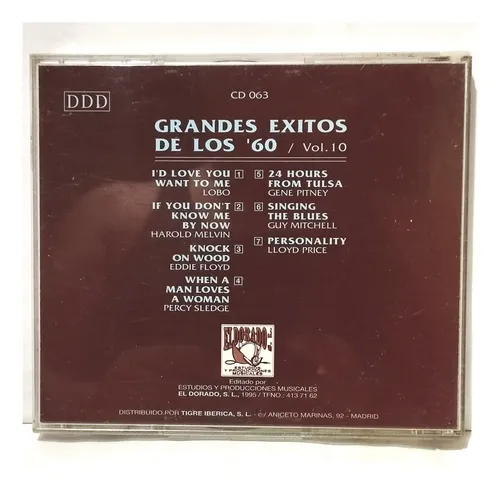 DDD
CD 063
GRANDES EXITOS
DE LOS '60 / Vol.10
I'D LOVE YOU 1
WANT TO ME
LOBO
IF YOU DON'T 2
KNOW ME
BY NOW
HAROLD MELVIN
KNOCK 3
ON WOOD
EDDIE FLOYD
WHEN A 4
MAN LOVES
A WOMAN
PERCY SLEDGE
5 24 HOURS
FROM TULSA
GENE PITNEY
6 SINGING
THE BLUES
GUY MITCHELL
7 PERSONALITY
LLOYD PRICE
EL DORADO
ESTUDIOS
Y PRODUCCIONES
MUSICALES
Editado por
ESTUDIOS Y PRODUCCIONES MUSICALES
EL DORADO, S.L., 1995 / TFNO.: 413 71 62
DISTRIBUIDO POR TIGRE IBERICA, S. L. - c/ ANICETO MARINAS, 92 - MADRID